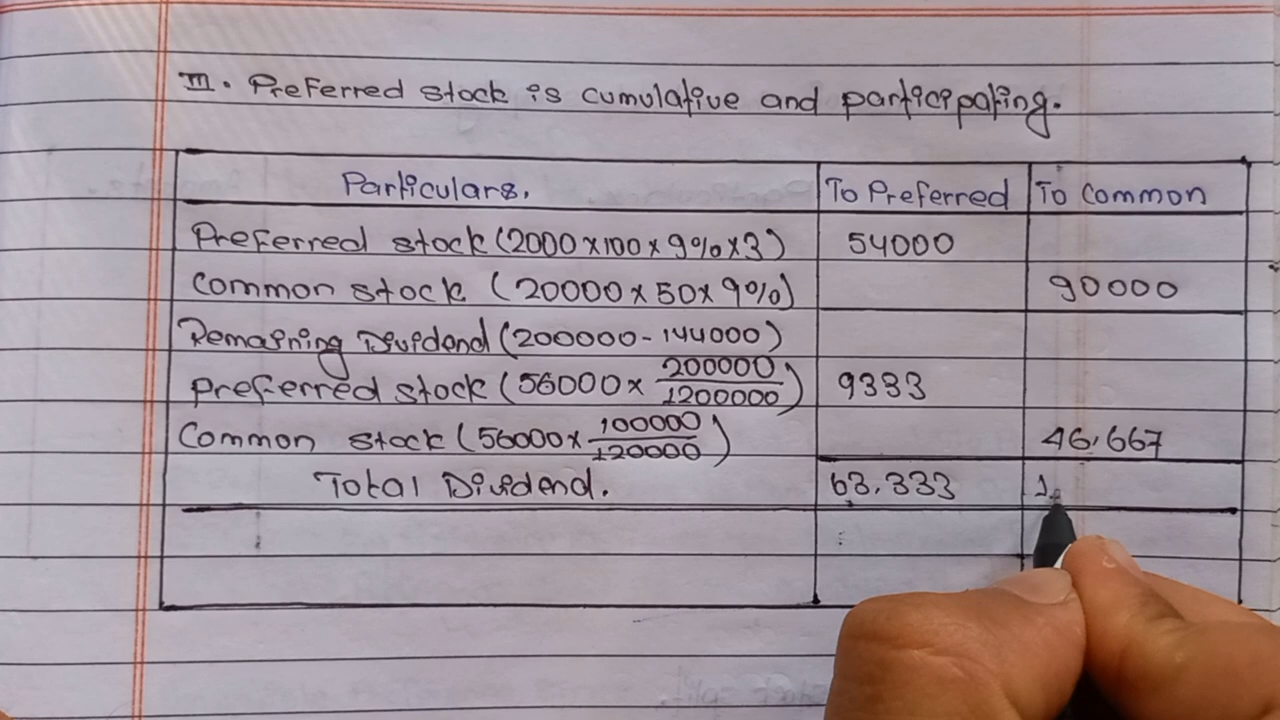 III. Preferred stock is cumulative and participating.
Particulars. To Preferred To Common
Preferred stock (2000×100×9%×3) 54000
Common stock (20000×50×9%) 90000
Remaining Dividend (200000-144000)
Preferred stock (56000× 200000/1200000) 9333
Common stock (56000× 100000/120000) 46,667
Total Dividend. 63,333 1